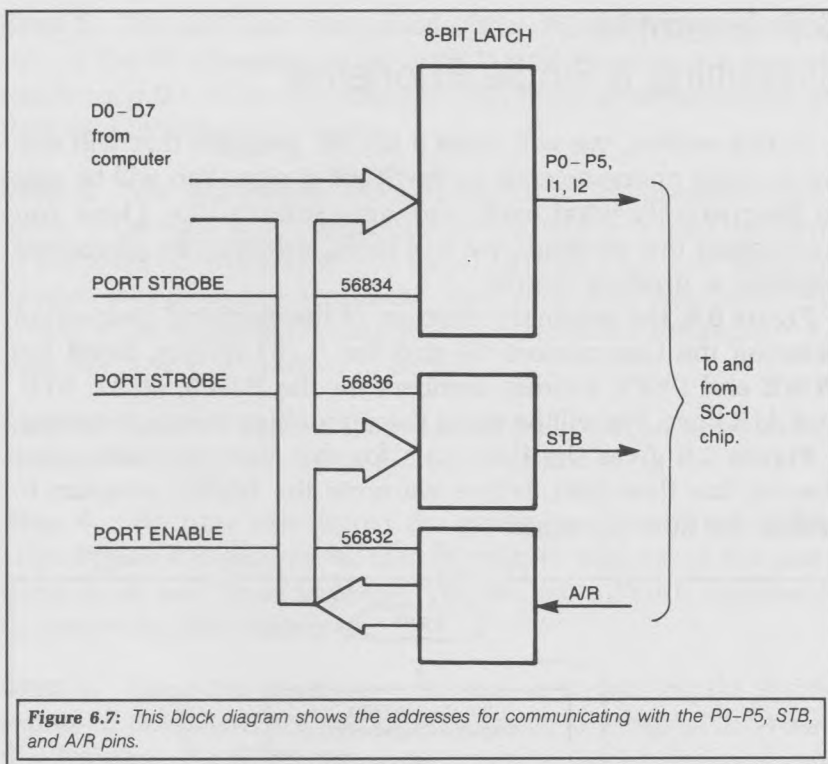 8-BIT LATCH
D0–D7
from
computer
P0–P5,
I1, I2
PORT STROBE
56834
PORT STROBE
56836
STB
To and
from
SC-01
chip.
PORT ENABLE
56832
A/R
Figure 6.7: This block diagram shows the addresses for communicating with the P0–P5, STB,
and A/R pins.